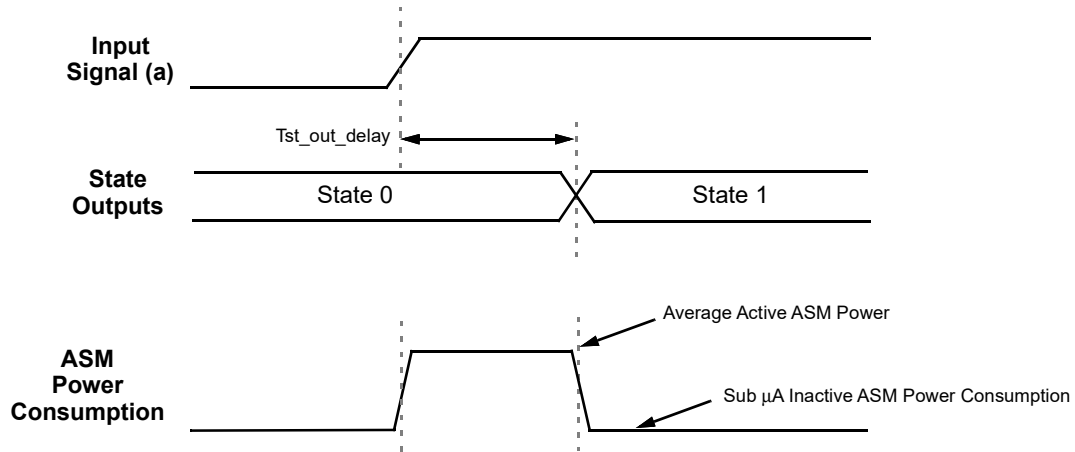 Input
Signal (a)
Tst_out_delay
State
Outputs
State 0
State 1
Average Active ASM Power
ASM
Power
Consumption
Sub μA Inactive ASM Power Consumption